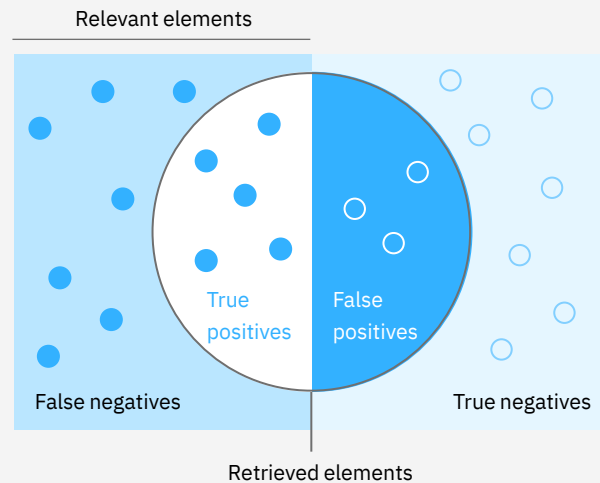 Relevant elements
True
positives
False
positives
False negatives
True negatives
Retrieved elements